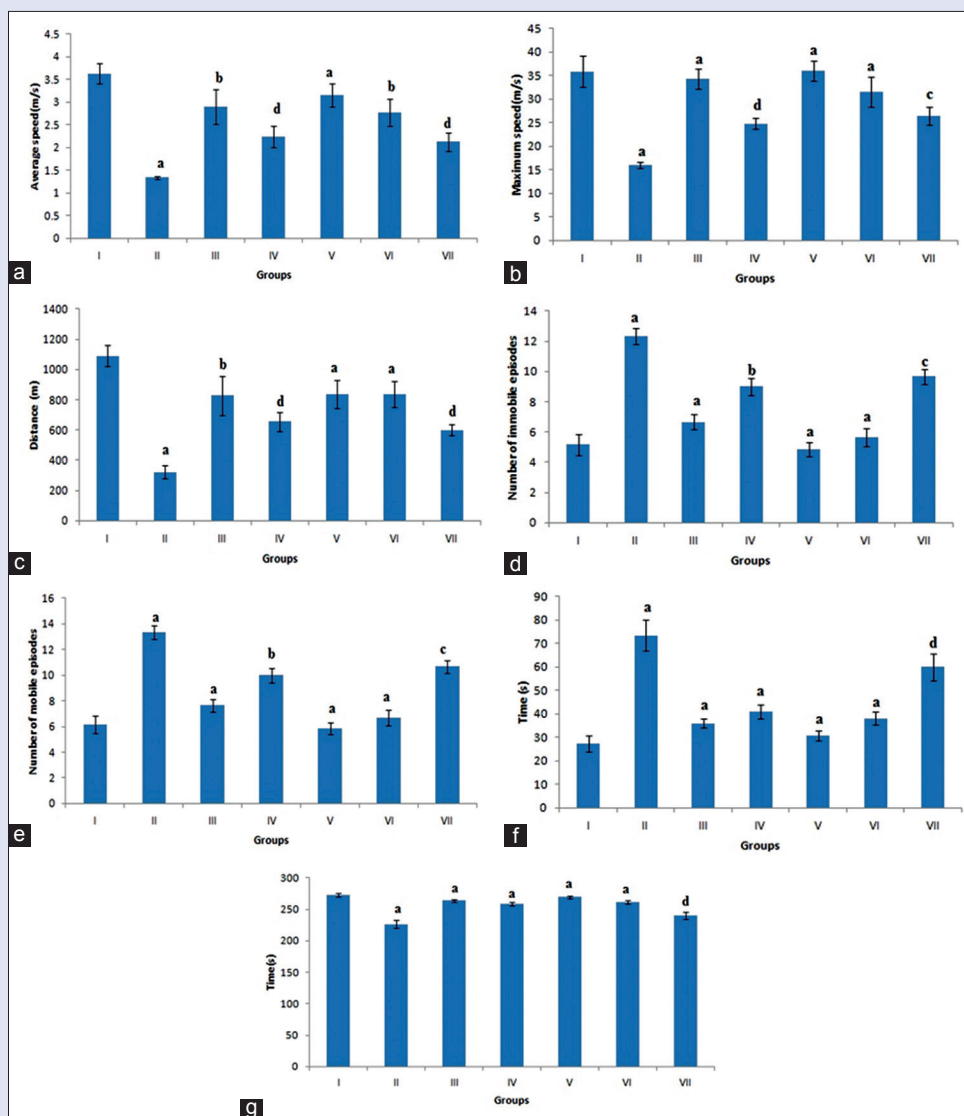 4.5
4
3.5
3
2.5
2
1.5
1
0.5
0
Average speed(m/s)
a
b
d
a
b
d
I II III IV V VI VII
Groups
a
45
40
35
30
25
20
15
10
5
0
Maximum speed(m/s)
a
a
d
a
a
c
I II III IV V VI VII
Groups
b
1400
1200
1000
800
600
400
200
0
Distance (m)
a
b
d
a
a
d
I II III IV V VI VII
Groups
c
14
12
10
8
6
4
2
0
Number of immobile episodes
a
a
b
a
a
c
I II III IV V VI VII
Groups
d
16
14
12
10
8
6
4
2
0
Number of mobile episodes
a
a
b
a
a
c
I II III IV V VI VII
Groups
e
90
80
70
60
50
40
30
20
10
0
Time (s)
a
a
a
a
a
d
I II III IV V VI VII
Groups
f
300
250
200
150
100
50
0
Time(s)
a
a
a
a
a
d
I II III IV V VI VII
Groups
g